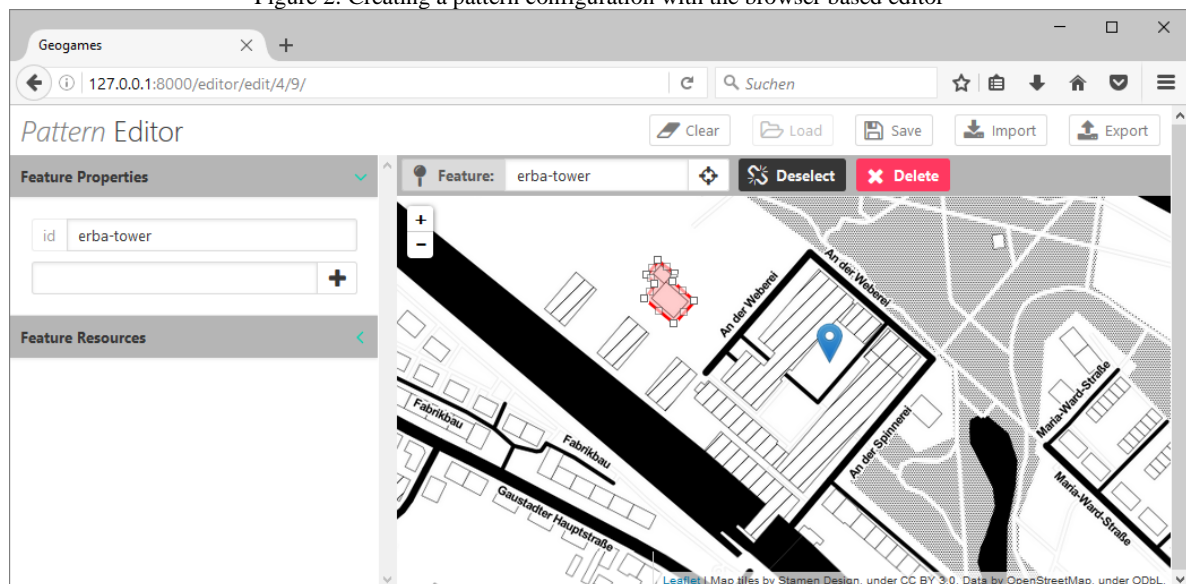 Figure 2. Creating a pattern configuration with the browser based editor
Geogames
127.0.0.1:8000/editor/edit/4/9/
Suchen
Pattern Editor
Clear
Load
Save
Import
Export
Feature Properties
Feature:
erba-tower
Deselect
Delete
id
erba-tower
Feature Resources
+
−
An der Weberei
An der Weberei
An der Spinnerei
Maria-Ward-Straße
Maria-Ward-Straße
Fabrikbau
Fabrikbau
Gaustadter Hauptstraße
Leaflet | Map tiles by Stamen Design, under CC BY 3.0. Data by OpenStreetMap, under ODbL.